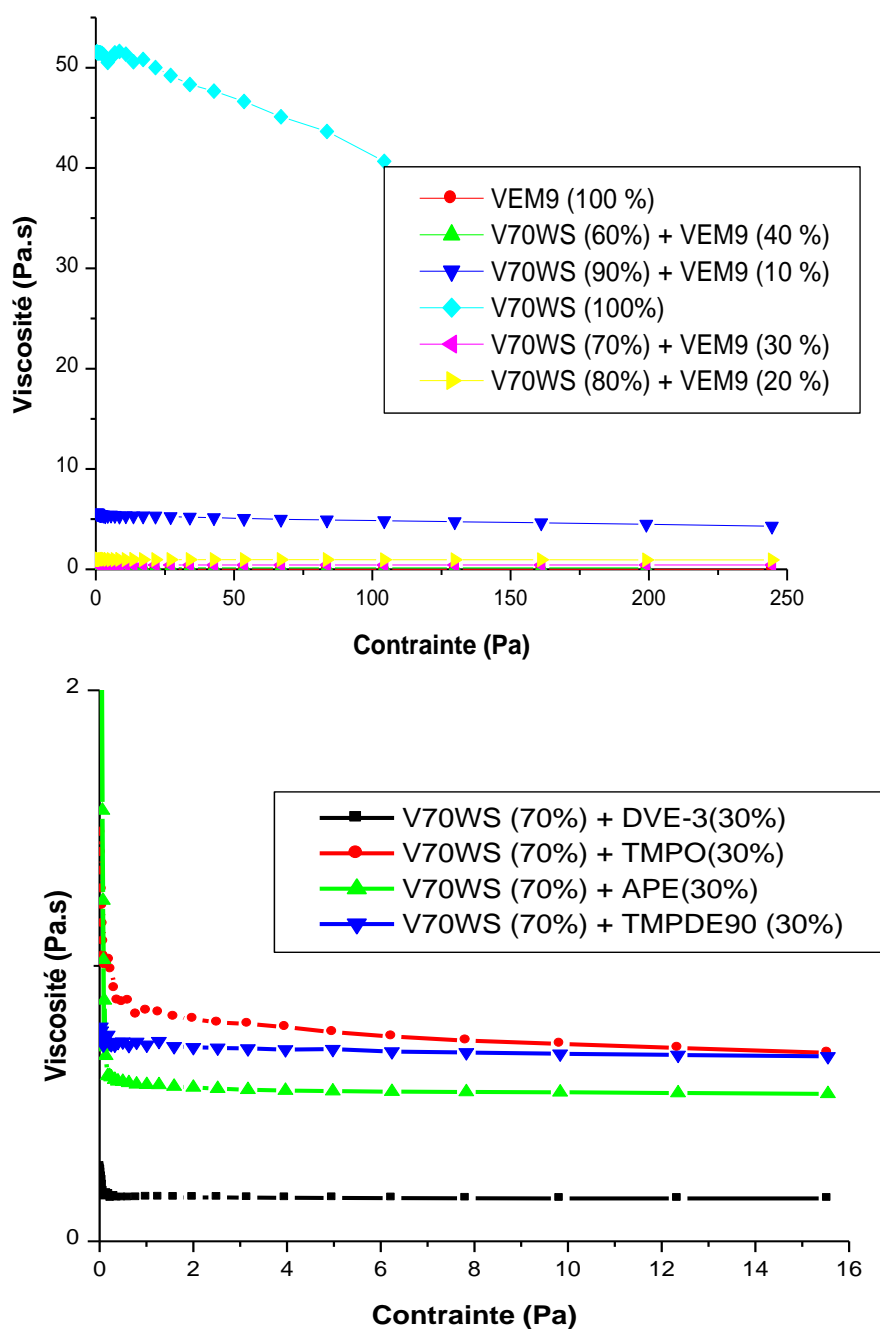 50
40
30
20
10
0
Viscosité (Pa.s)
VEM9 (100 %)
V70WS (60%) + VEM9 (40 %)
V70WS (90%) + VEM9 (10 %)
V70WS (100%)
V70WS (70%) + VEM9 (30 %)
V70WS (80%) + VEM9 (20 %)
0 50 100 150 200 250
Contrainte (Pa)
2
0
Viscosité (Pa.s)
V70WS (70%) + DVE-3(30%)
V70WS (70%) + TMPO(30%)
V70WS (70%) + APE(30%)
V70WS (70%) + TMPDE90 (30%)
0 2 4 6 8 10 12 14 16
Contrainte (Pa)